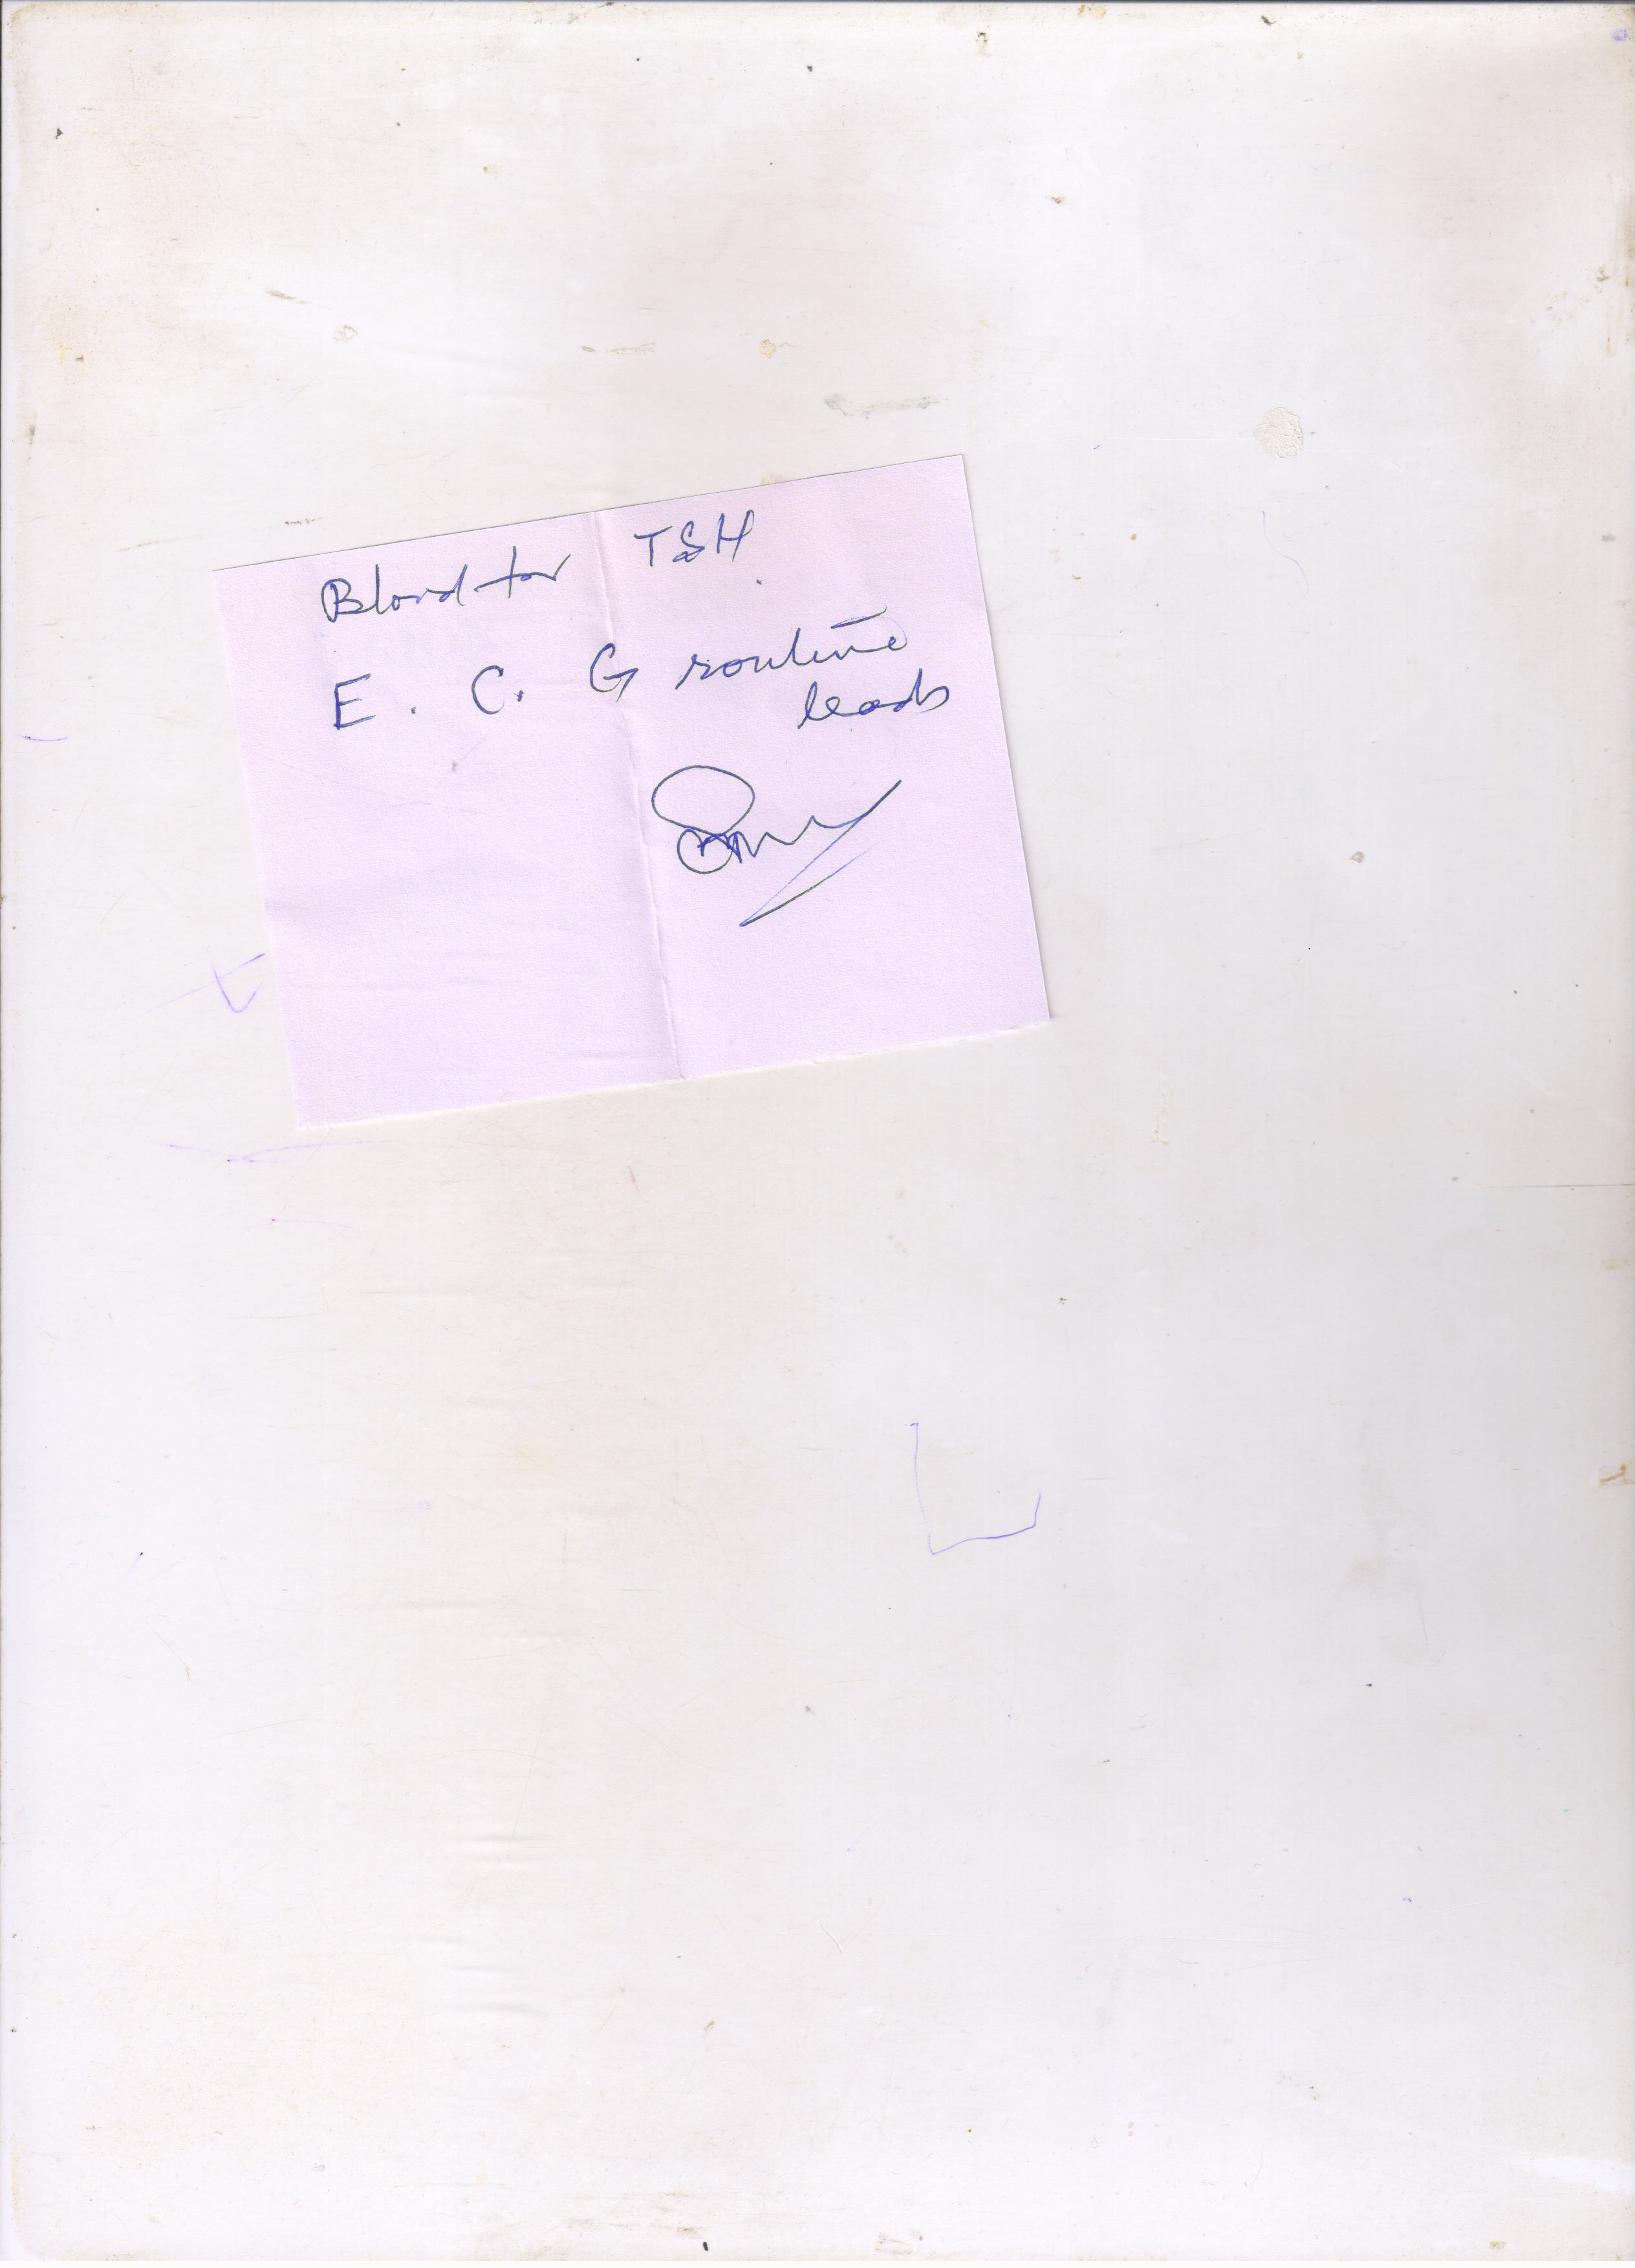 Blood for TSH
E. C. G routine
leads